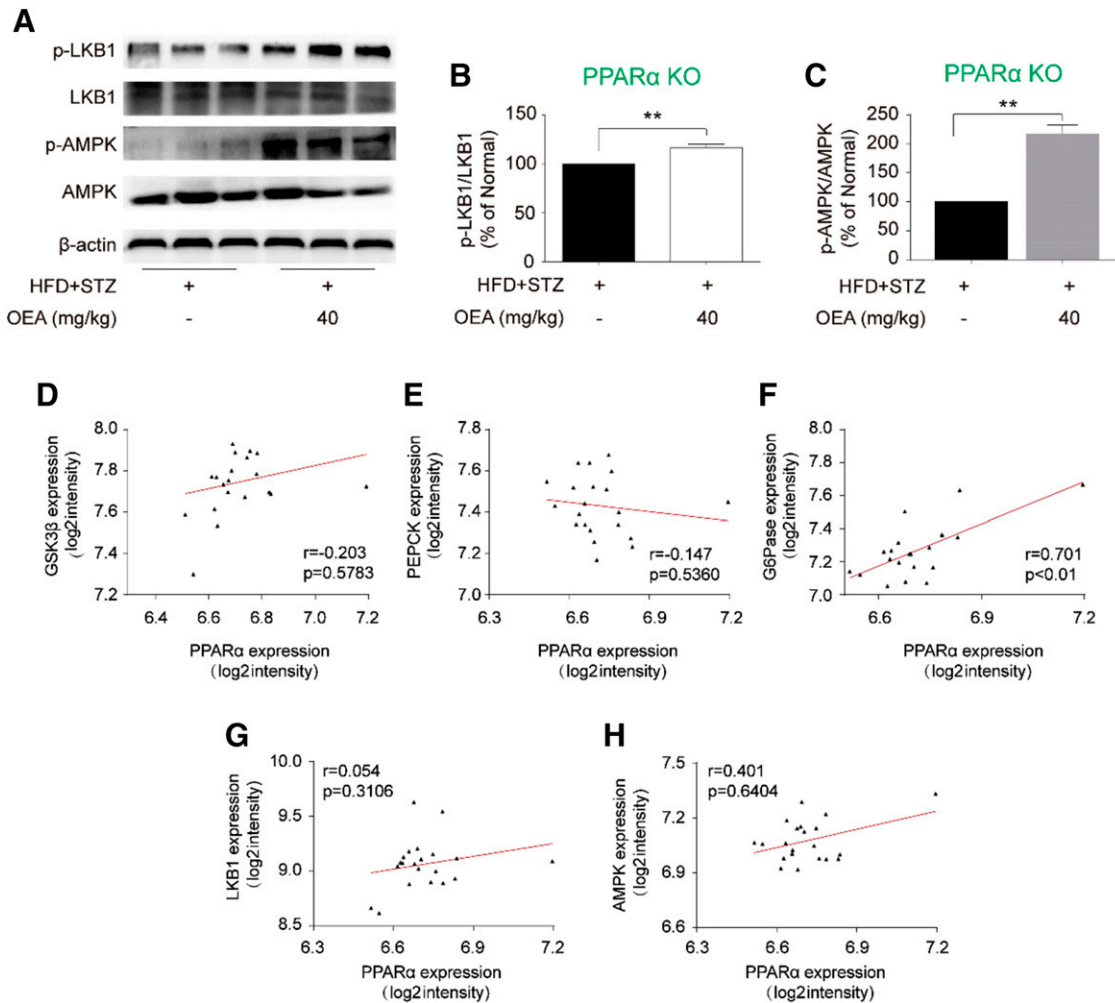 A
p-LKB1
LKB1
p-AMPK
AMPK
β-actin
HFD+STZ + +
OEA (mg/kg) - 40
B
PPARα KO
p-LKB1/LKB1
(% of Normal)
150
100
50
0
**
HFD+STZ + +
OEA (mg/kg) - 40
C
PPARα KO
p-AMPK/AMPK
(% of Normal)
250
200
150
100
50
0
**
HFD+STZ + +
OEA (mg/kg) - 40
D
GSK3β expression
(log2intensity)
8.0
7.8
7.6
7.4
7.2
r=-0.203
p=0.5783
6.4 6.6 6.8 7.0 7.2
PPARα expression
(log2intensity)
E
PEPCK expression
(log2intensity)
7.8
7.6
7.4
7.2
7.0
r=-0.147
p=0.5360
6.3 6.6 6.9 7.2
PPARα expression
(log2intensity)
F
G6Pase expression
(log2intensity)
8.0
7.8
7.6
7.4
7.2
7.0
r=0.701
p<0.01
6.6 6.9 7.2
PPARα expression
(log2intensity)
G
LKB1 expression
(log2intensity)
10.0
9.5
9.0
8.5
r=0.054
p=0.3106
6.3 6.6 6.9 7.2
PPARα expression
(log2intensity)
H
AMPK expression
(log2intensity)
7.5
7.2
6.9
6.6
r=0.401
p=0.6404
6.3 6.6 6.9 7.2
PPARα expression
(log2intensity)